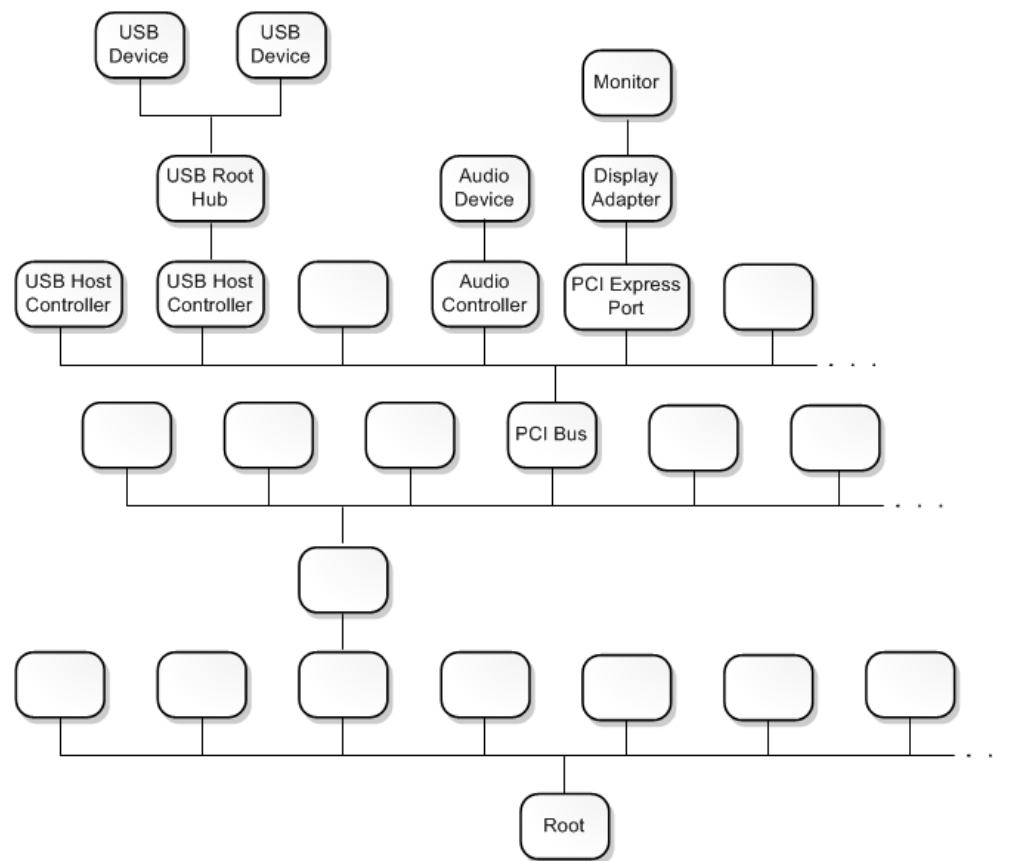 USB
Device
USB
Device
Monitor
USB Root
Hub
Audio
Device
Display
Adapter
USB Host
Controller
USB Host
Controller
Audio
Controller
PCI Express
Port
. . .
PCI Bus
. . .
. .
Root